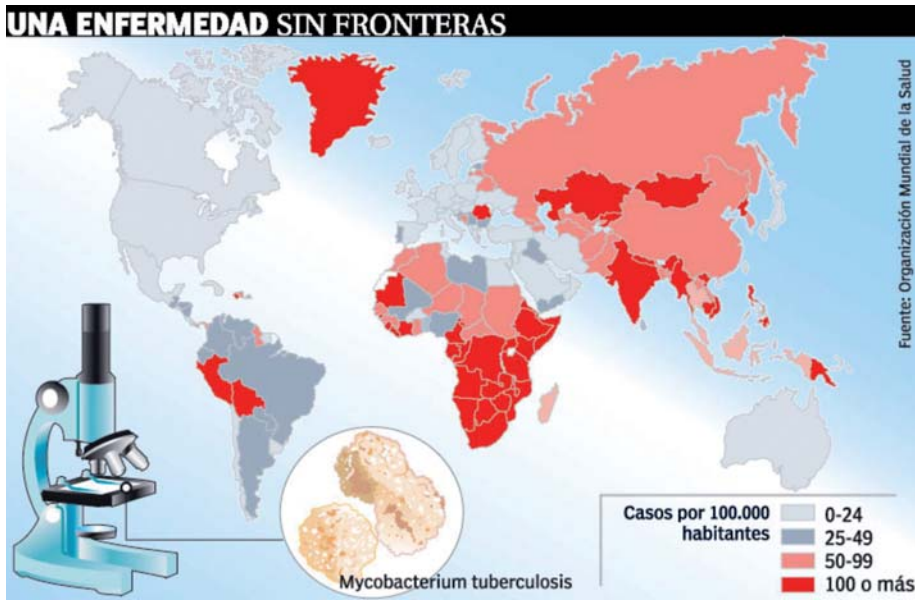 UNA ENFERMEDAD SIN FRONTERAS
Fuente: Organización Mundial de la Salud
Mycobacterium tuberculosis
Casos por 100.000
habitantes
0-24
25-49
50-99
100 o más